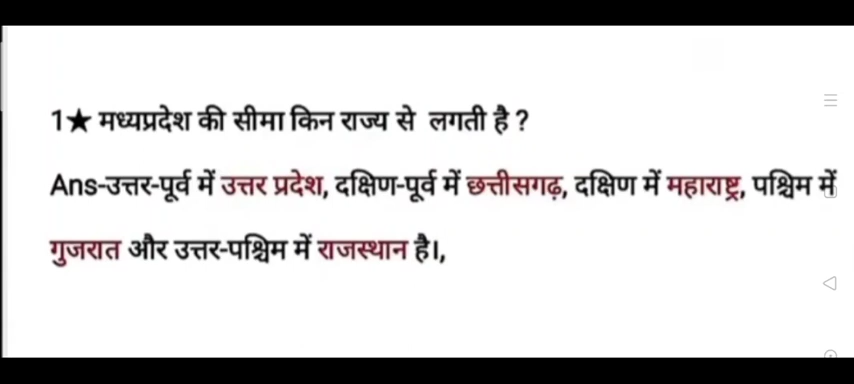 1★ मध्यप्रदेश की सीमा किन राज्य से लगती है ?
Ans-उत्तर-पूर्व में उत्तर प्रदेश, दक्षिण-पूर्व में छत्तीसगढ़, दक्षिण में महाराष्ट्र, पश्चिम में
गुजरात और उत्तर-पश्चिम में राजस्थान है।,